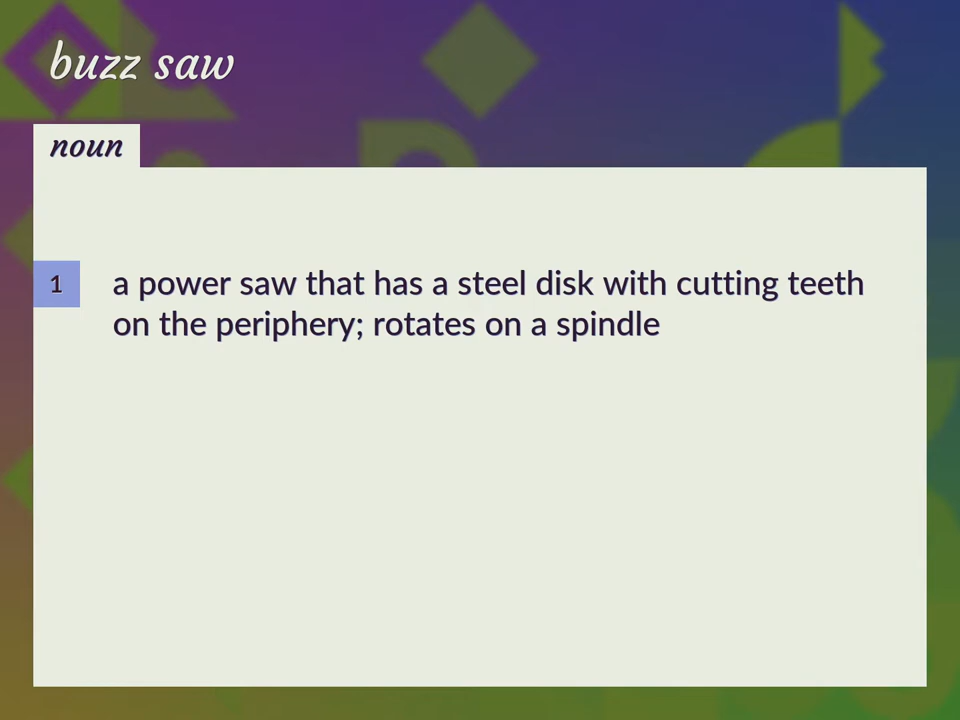 buzz saw
noun
1
a power saw that has a steel disk with cutting teeth
on the periphery; rotates on a spindle